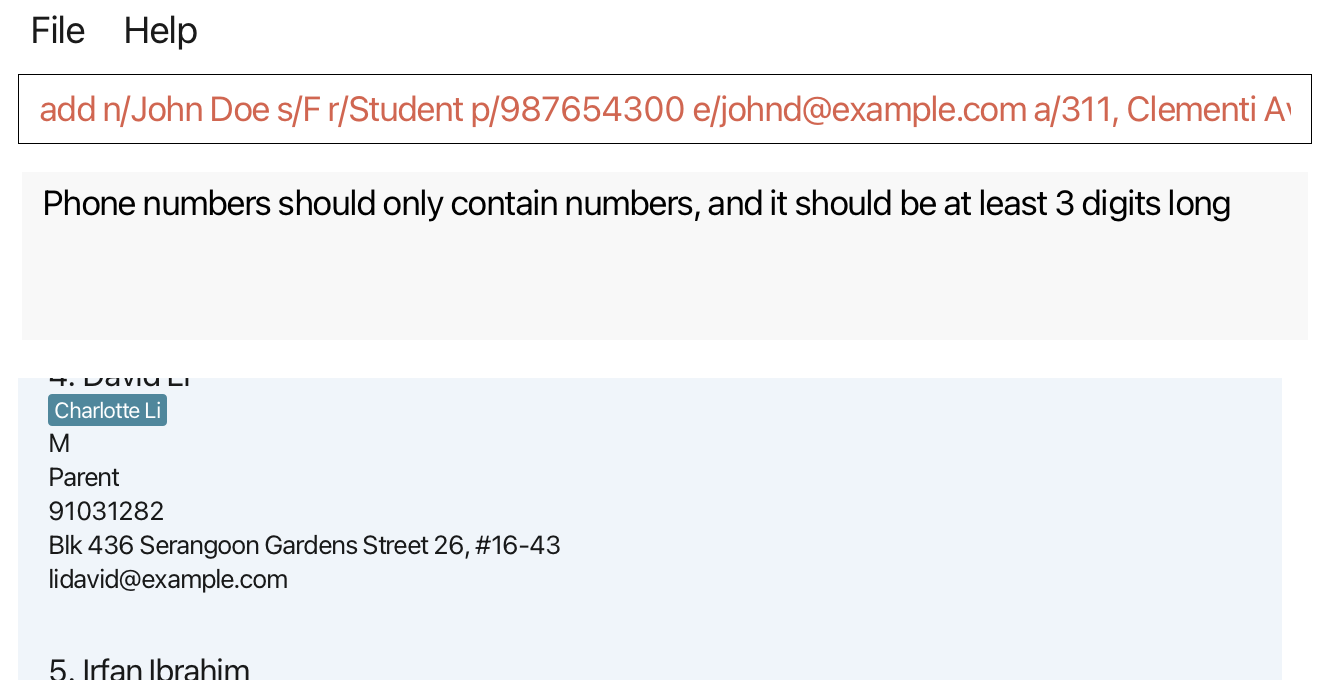 File Help
add n/John Doe s/F r/Student p/987654300 e/johnd@example.com a/311, Clementi Av
Phone numbers should only contain numbers, and it should be at least 3 digits long
4. David Li
Charlotte Li
M
Parent
91031282
Blk 436 Serangoon Gardens Street 26, #16-43
lidavid@example.com
5. Irfan Ibrahim